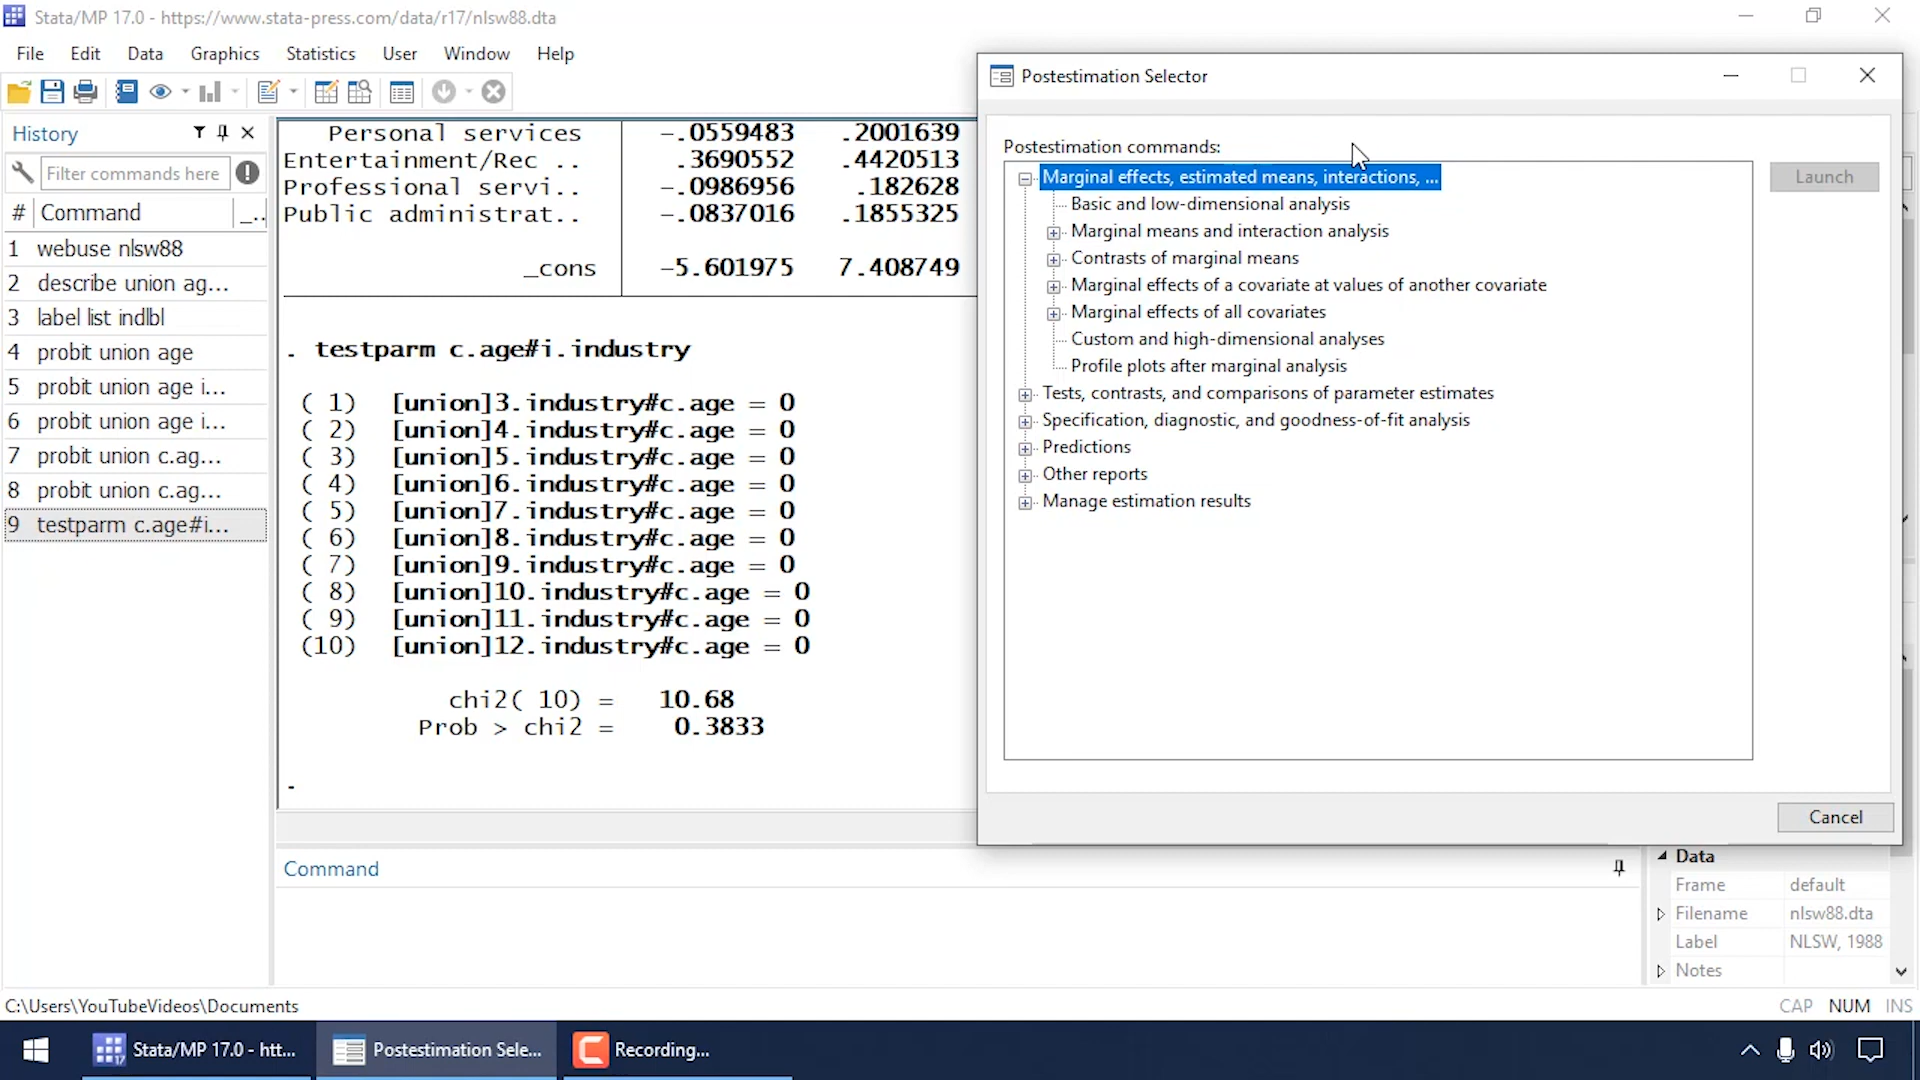 Stata/MP 17.0 - https://www.stata-press.com/data/r17/nlsw88.dta
File Edit Data Graphics Statistics User Window Help
History
Filter commands here
# Command _..
1 webuse nlsw88
2 describe union ag...
3 label list indlbl
4 probit union age
5 probit union age i...
6 probit union age i...
7 probit union c.ag...
8 probit union c.ag...
9 testparm c.age#i...
Personal services -.0559483 .2001639
Entertainment/Rec .. .3690552 .4420513
Professional servi.. -.0986956 .182628
Public administrat.. -.0837016 .1855325
_cons -5.601975 7.408749
. testparm c.age#i.industry
( 1) [union]3.industry#c.age = 0
( 2) [union]4.industry#c.age = 0
( 3) [union]5.industry#c.age = 0
( 4) [union]6.industry#c.age = 0
( 5) [union]7.industry#c.age = 0
( 6) [union]8.industry#c.age = 0
( 7) [union]9.industry#c.age = 0
( 8) [union]10.industry#c.age = 0
( 9) [union]11.industry#c.age = 0
(10) [union]12.industry#c.age = 0
chi2( 10) = 10.68
Prob > chi2 = 0.3833
.
Command
Postestimation Selector
Postestimation commands:
Marginal effects, estimated means, interactions, ...
Basic and low-dimensional analysis
Marginal means and interaction analysis
Contrasts of marginal means
Marginal effects of a covariate at values of another covariate
Marginal effects of all covariates
Custom and high-dimensional analyses
Profile plots after marginal analysis
Tests, contrasts, and comparisons of parameter estimates
Specification, diagnostic, and goodness-of-fit analysis
Predictions
Other reports
Manage estimation results
Launch
Cancel
Data
Frame default
Filename nlsw88.dta
Label NLSW, 1988
Notes
C:\Users\YouTubeVideos\Documents
CAP NUM INS
17 Stata/MP 17.0 - htt... Postestimation Sele... Recording...